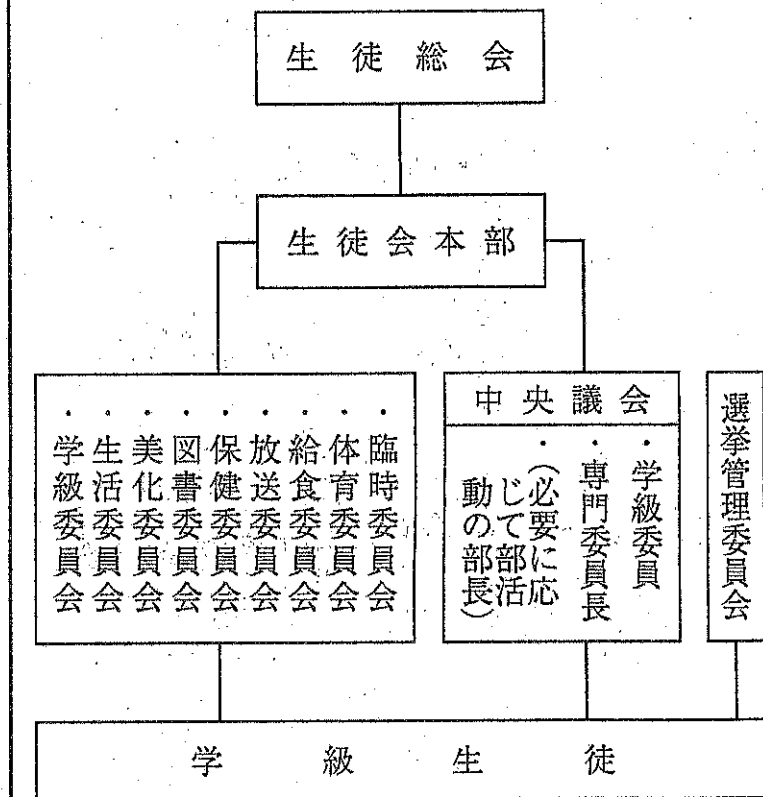 生徒総会
生徒会本部
・臨時委員会
・体育委員会
・給食委員会
・放送委員会
・保健委員会
・図書委員会
・美化委員会
・生活委員会
・学級委員会
中央議会
・学級委員
・専門委員長
・(必要に応
じて部活
動の部長)
選挙管理委員会
学級生徒